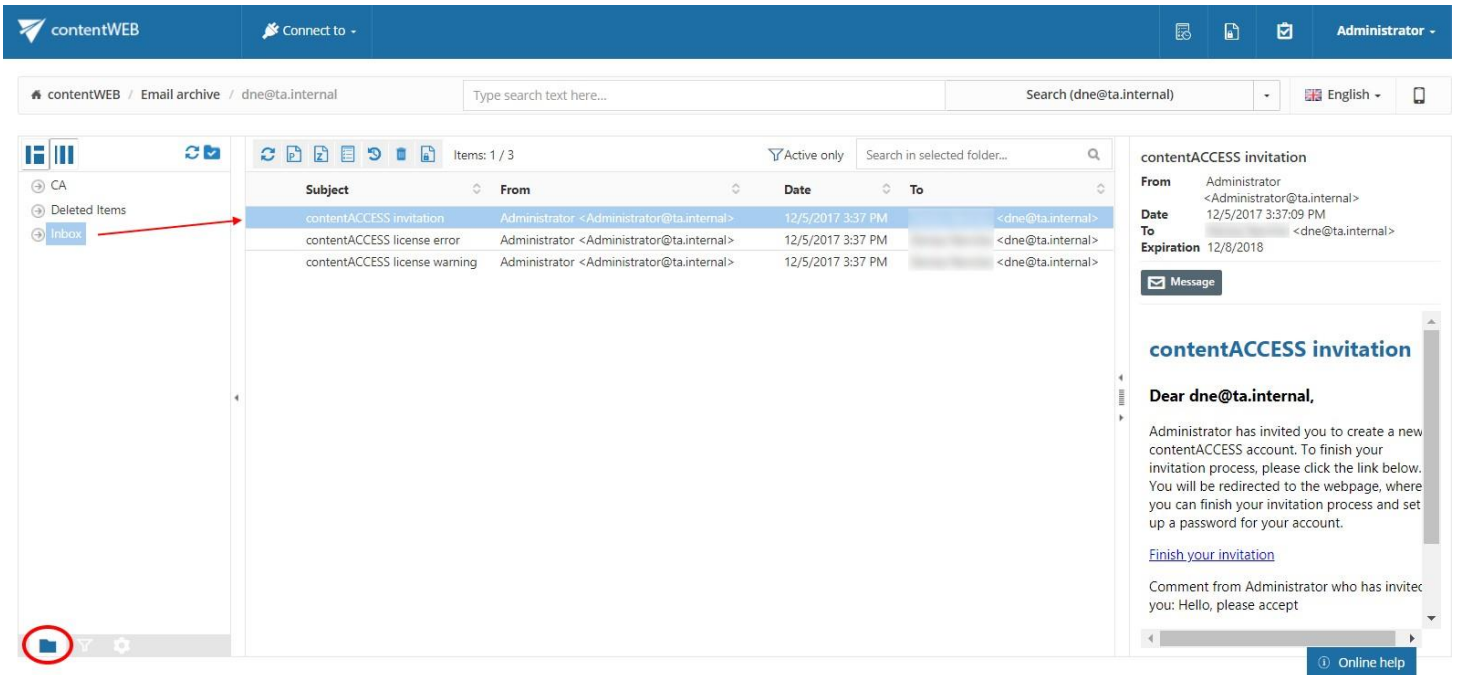 contentWEB
Connect to
Administrator
contentWEB / Email archive / dne@ta.internal
Type search text here...
Search (dne@ta.internal)
English
Items: 1 / 3
Active only
Search in selected folder...
CA
Deleted Items
Inbox
Subject From Date To
contentACCESS invitation Administrator <Administrator@ta.internal> 12/5/2017 3:37 PM <dne@ta.internal>
contentACCESS license error Administrator <Administrator@ta.internal> 12/5/2017 3:37 PM <dne@ta.internal>
contentACCESS license warning Administrator <Administrator@ta.internal> 12/5/2017 3:37 PM <dne@ta.internal>
contentACCESS invitation
From Administrator
<Administrator@ta.internal>
Date 12/5/2017 3:37:09 PM
To <dne@ta.internal>
Expiration 12/8/2018
Message
contentACCESS invitation
Dear dne@ta.internal,
Administrator has invited you to create a new
contentACCESS account. To finish your
invitation process, please click the link below.
You will be redirected to the webpage, where
you can finish your invitation process and set
up a password for your account.
Finish your invitation
Comment from Administrator who has invited
you: Hello, please accept
Online help